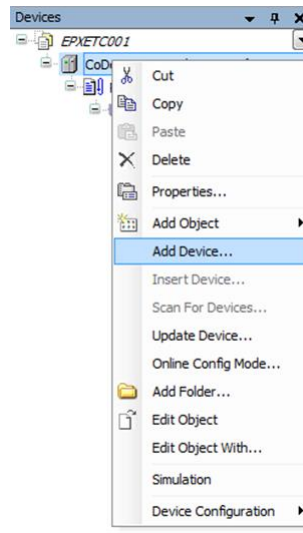 Devices
EPXETC001
Cut
Copy
Paste
Delete
Properties...
Add Object
Add Device...
Insert Device...
Scan For Devices...
Update Device...
Online Config Mode...
Add Folder...
Edit Object
Edit Object With...
Simulation
Device Configuration